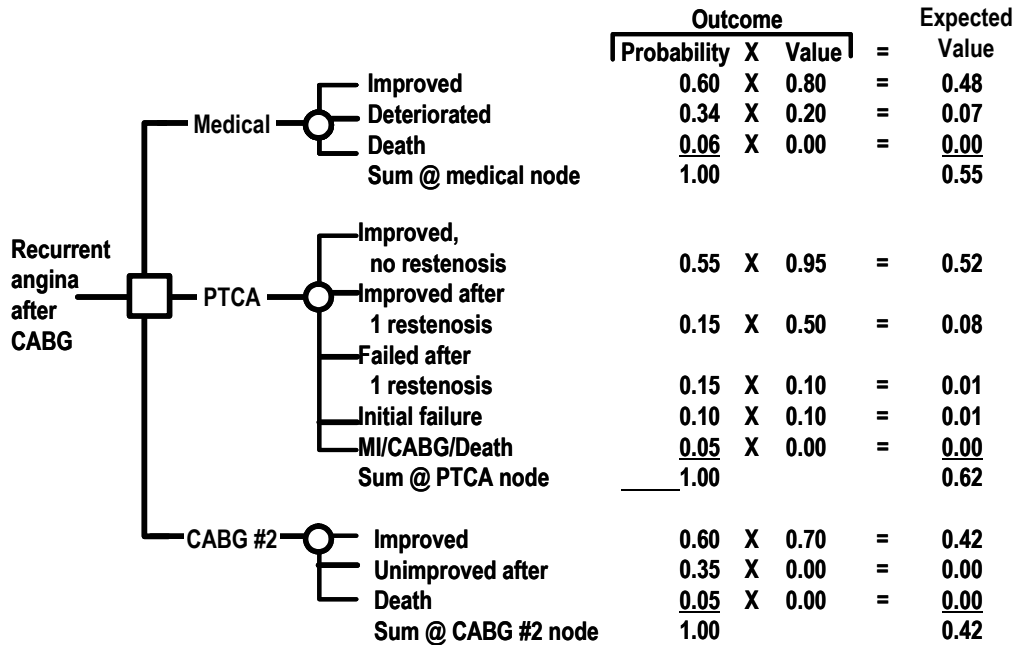 Outcome Expected
Probability X Value = Value
Improved 0.60 X 0.80 = 0.48
Medical Deteriorated 0.34 X 0.20 = 0.07
Death 0.06 X 0.00 = 0.00
Sum @ medical node 1.00 0.55
Improved,
no restenosis 0.55 X 0.95 = 0.52
Recurrent
angina
after
CABG
PTCA Improved after
1 restenosis 0.15 X 0.50 = 0.08
Failed after
1 restenosis 0.15 X 0.10 = 0.01
Initial failure 0.10 X 0.10 = 0.01
MI/CABG/Death 0.05 X 0.00 = 0.00
Sum @ PTCA node 1.00 0.62
CABG #2 Improved 0.60 X 0.70 = 0.42
Unimproved after 0.35 X 0.00 = 0.00
Death 0.05 X 0.00 = 0.00
Sum @ CABG #2 node 1.00 0.42